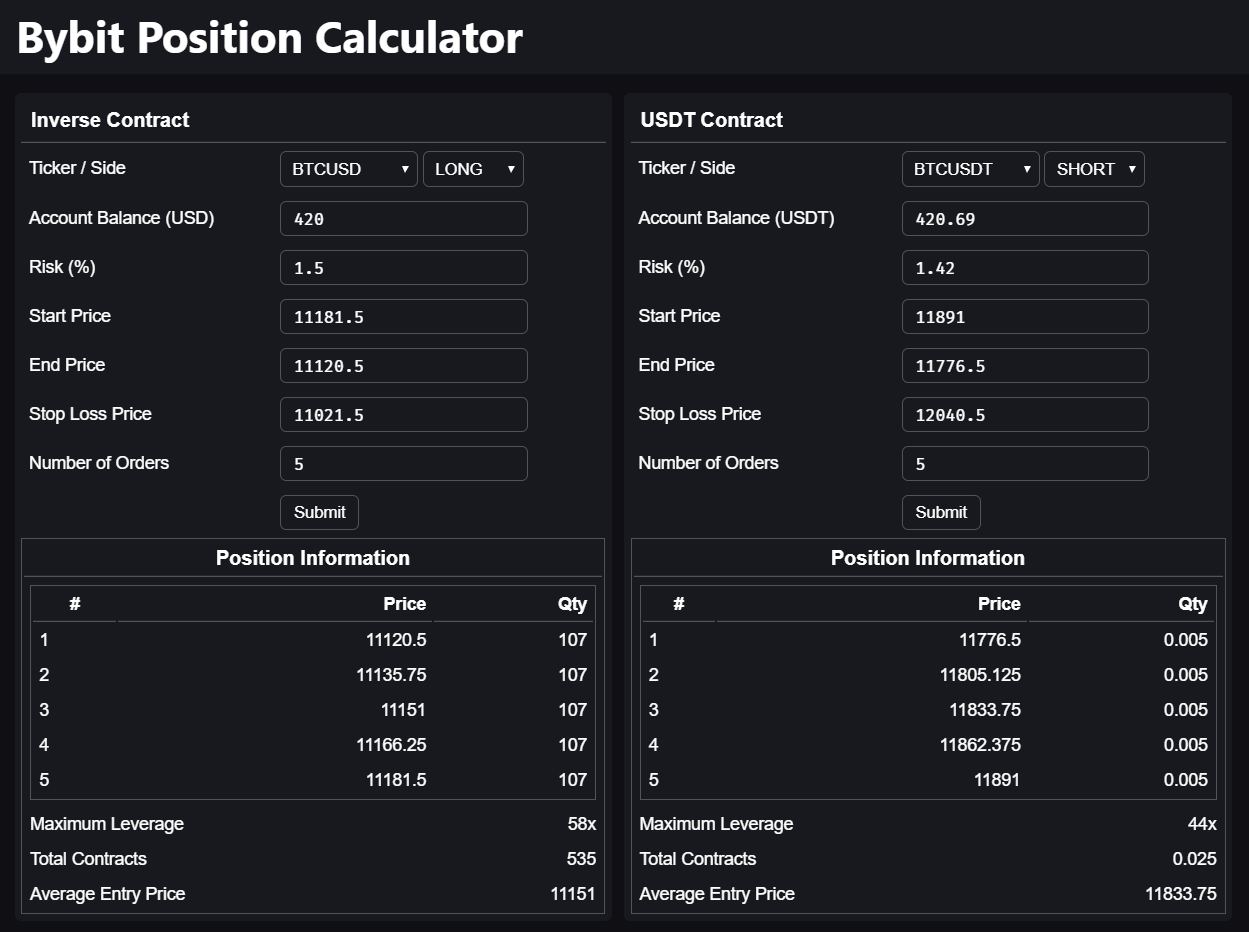 Bybit Position Calculator
Inverse Contract
Ticker / Side BTCUSD LONG
Account Balance (USD) 420
Risk (%) 1.5
Start Price 11181.5
End Price 11120.5
Stop Loss Price 11021.5
Number of Orders 5
Submit
Position Information
# Price Qty
1 11120.5 107
2 11135.75 107
3 11151 107
4 11166.25 107
5 11181.5 107
Maximum Leverage 58x
Total Contracts 535
Average Entry Price 11151
USDT Contract
Ticker / Side BTCUSDT SHORT
Account Balance (USDT) 420.69
Risk (%) 1.42
Start Price 11891
End Price 11776.5
Stop Loss Price 12040.5
Number of Orders 5
Submit
Position Information
# Price Qty
1 11776.5 0.005
2 11805.125 0.005
3 11833.75 0.005
4 11862.375 0.005
5 11891 0.005
Maximum Leverage 44x
Total Contracts 0.025
Average Entry Price 11833.75